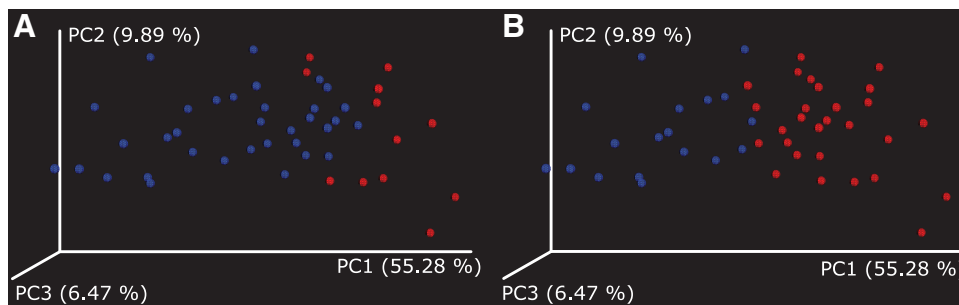 A
PC2 (9.89 %)
PC1 (55.28 %)
PC3 (6.47 %)
B
PC2 (9.89 %)
PC1 (55.28 %
PC3 (6.47 %)